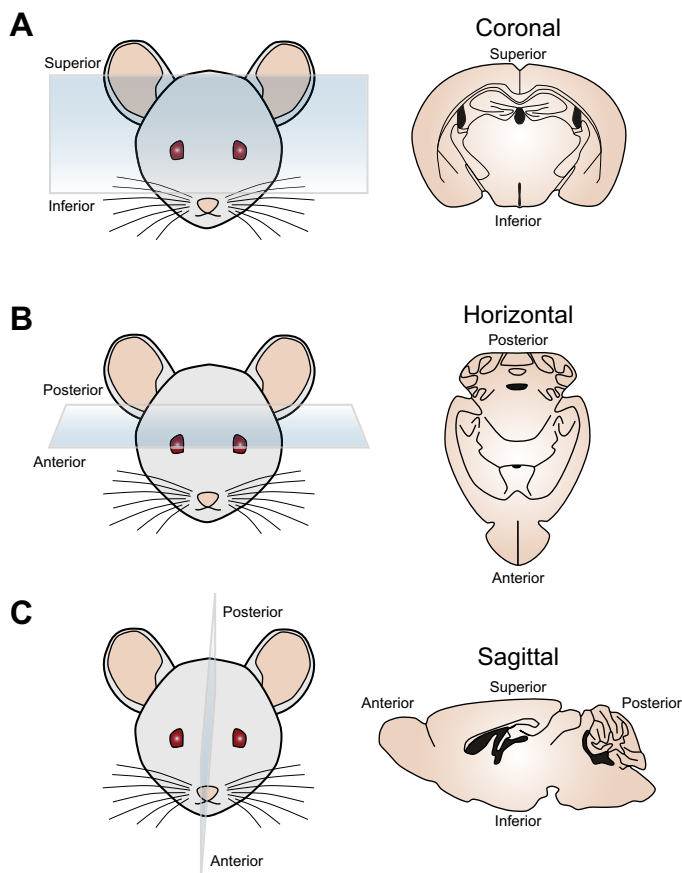 A
Coronal
Superior
Superior
Inferior
Inferior
B
Horizontal
Posterior
Posterior
Anterior
Anterior
C
Posterior
Sagittal
Superior
Anterior
Posterior
Inferior
Anterior